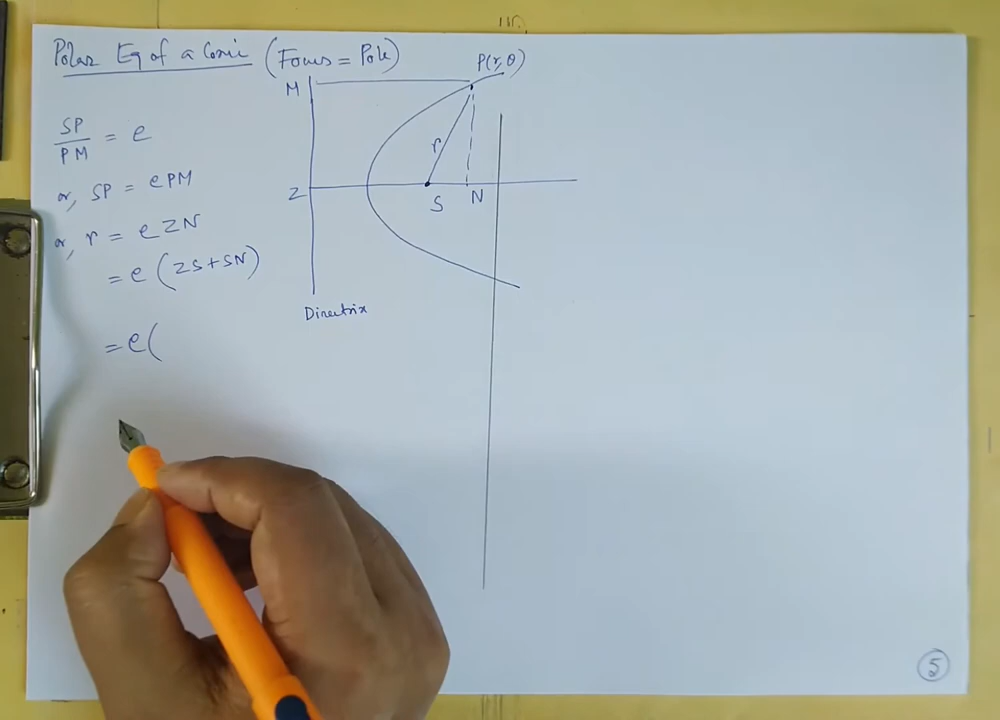 Polar Eq of a Conic (Focus = Pole)
P(r, θ)
M
SP/PM = e
r
or, SP = e PM
Z
S
N
or, r = e ZN
= e (ZS+SN)
Directrix
= e (
5